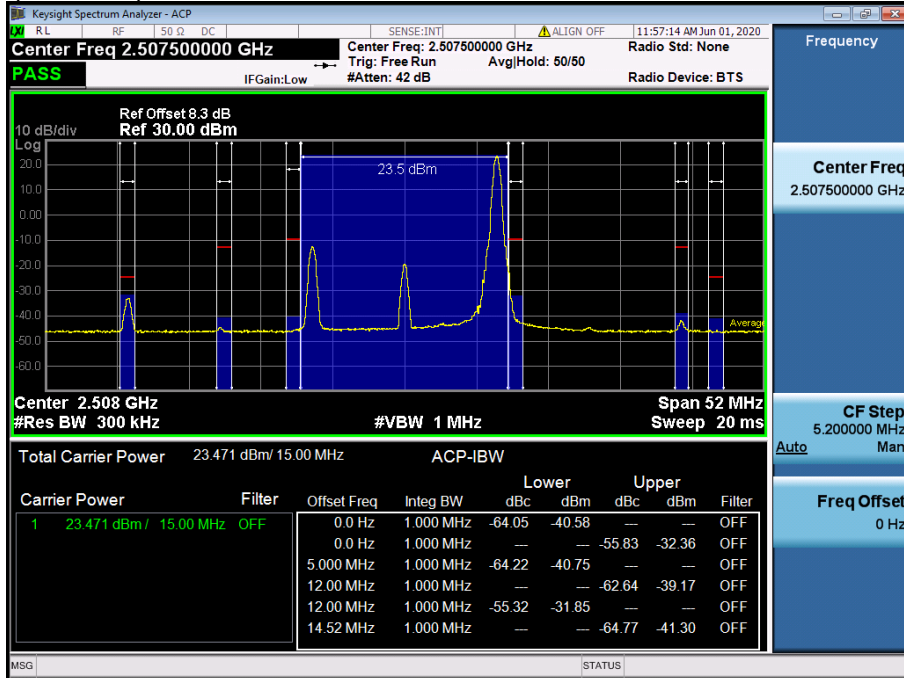 Keysight Spectrum Analyzer - ACP
LXI RL RF 50 Ω DC SENSE:INT ALIGN OFF 11:57:14 AM Jun 01, 2020
Center Freq 2.507500000 GHz Center Freq: 2.507500000 GHz Radio Std: None
Trig: Free Run Avg|Hold: 50/50
PASS IFGain:Low #Atten: 42 dB Radio Device: BTS
Ref Offset 8.3 dB
10 dB/div Ref 30.00 dBm
Log
23.5 dBm
20.0
10.0
0.00
-10.0
-20.0
-30.0
-40.0
Average
-50.0
-60.0
Center 2.508 GHz Span 52 MHz
#Res BW 300 kHz #VBW 1 MHz Sweep 20 ms
Total Carrier Power 23.471 dBm/ 15.00 MHz ACP-IBW
Lower Upper
Carrier Power Filter Offset Freq Integ BW dBc dBm dBc dBm Filter
1 23.471 dBm / 15.00 MHz OFF 0.0 Hz 1.000 MHz -64.05 -40.58 --- --- OFF
0.0 Hz 1.000 MHz --- --- -55.83 -32.36 OFF
5.000 MHz 1.000 MHz -64.22 -40.75 --- --- OFF
12.00 MHz 1.000 MHz --- --- -62.64 -39.17 OFF
12.00 MHz 1.000 MHz -55.32 -31.85 --- --- OFF
14.52 MHz 1.000 MHz --- --- -64.77 -41.30 OFF
MSG STATUS
Frequency
Center Freq
2.507500000 GHz
CF Step
5.200000 MHz
Auto Man
Freq Offset
0 Hz